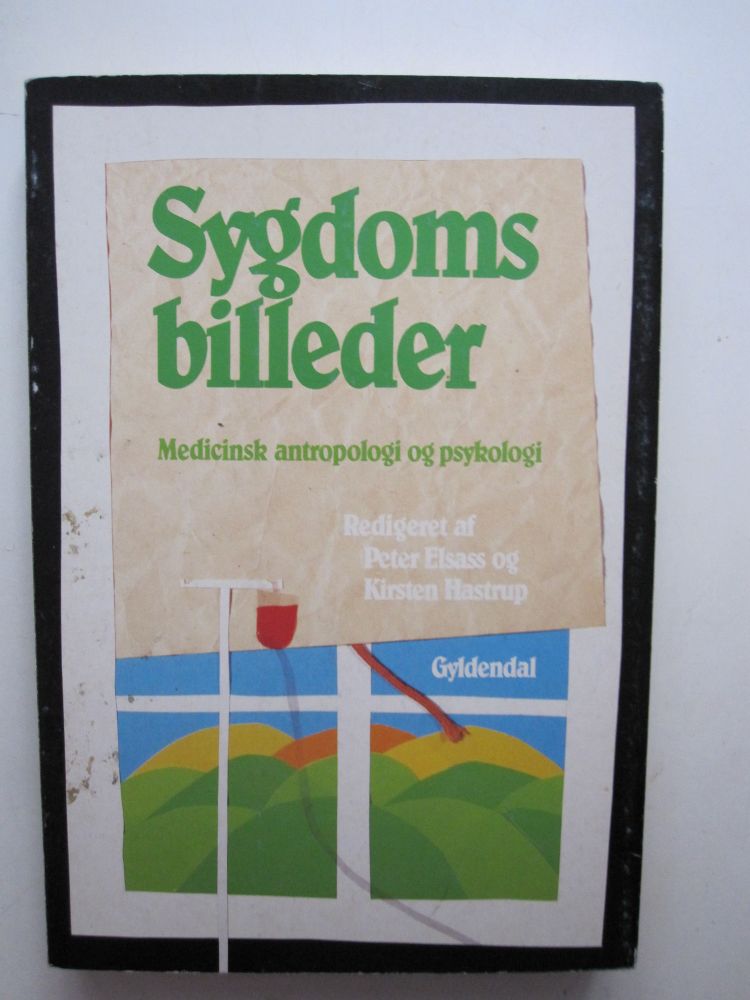 Sygdoms
billeder
Medicinsk antropologi og psykologi
Redigeret af
Peter Elsass og
Kirsten Hastrup
Gyldendal